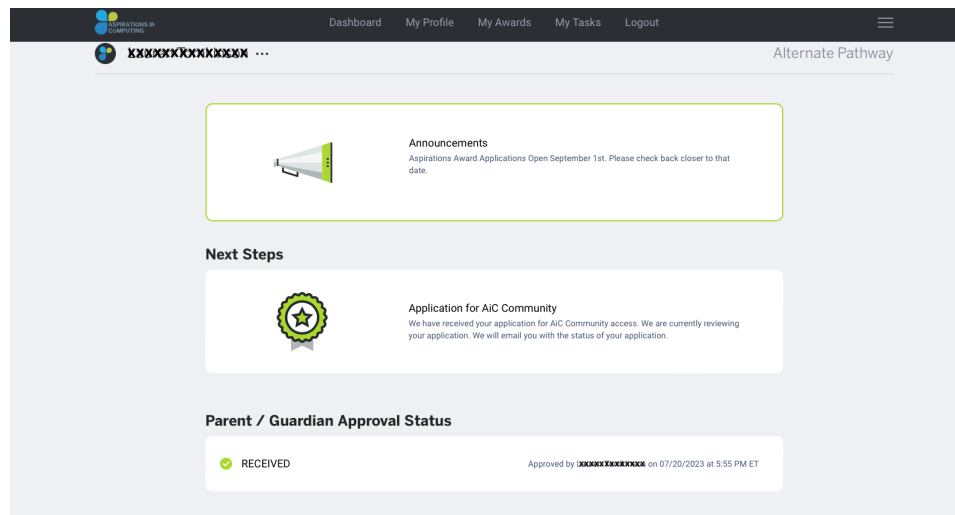 ASPIRATIONS IN
COMPUTING
Dashboard My Profile My Awards My Tasks Logout
...
Alternate Pathway
Announcements
Aspirations Award Applications Open September 1st. Please check back closer to that
date.
Next Steps
Application for AiC Community
We have received your application for AiC Community access. We are currently reviewing
your application. We will email you with the status of your application.
Parent / Guardian Approval Status
RECEIVED
Approved by on 07/20/2023 at 5:55 PM ET